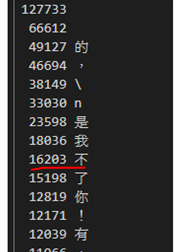 127733
66612
49127 的
46694 ，
38149 \
33030 n
23598 是
18036 我
16203 不
15198 了
12819 你
12171 ！
12039 有